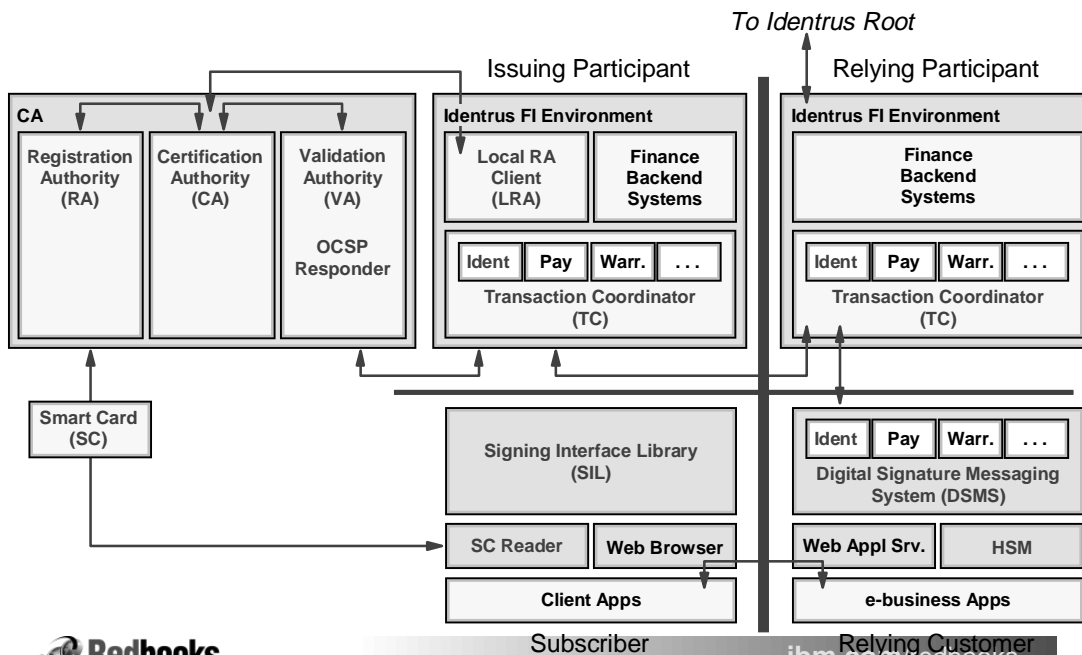 To Identrus Root
Issuing Participant
Relying Participant
CA
Registration
Authority
(RA)
Certification
Authority
(CA)
Validation
Authority
(VA)
OCSP
Responder
Identrus FI Environment
Local RA
Client
(LRA)
Finance
Backend
Systems
Ident
Pay
Warr.
. . .
Transaction Coordinator
(TC)
Identrus FI Environment
Finance
Backend
Systems
Ident
Pay
Warr.
. . .
Transaction Coordinator
(TC)
Smart Card
(SC)
Signing Interface Library
(SIL)
SC Reader
Web Browser
Client Apps
Ident
Pay
Warr.
. . .
Digital Signature Messaging
System (DSMS)
Web Appl Srv.
HSM
e-business Apps
Subscriber
Relying Customer
Redbooks
ibm.com/redbooks